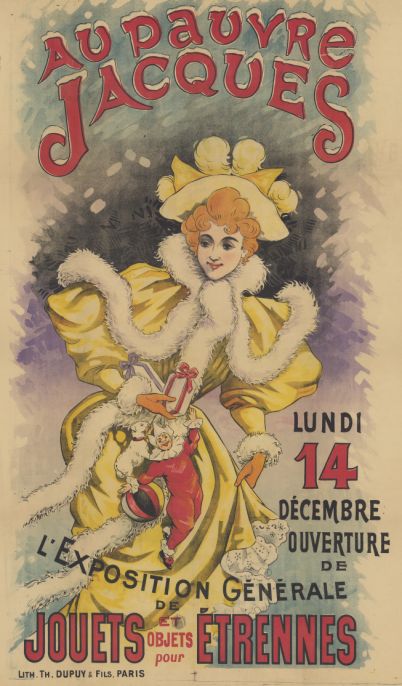 AU PAUVRE
JACQUES
LUNDI
14
DÉCEMBRE
OUVERTURE
DE
L'EXPOSITION GÉNÉRALE
DE
JOUETS ET OBJETS pour ÉTRENNES
LITH. TH. DUPUY & FILS, PARIS